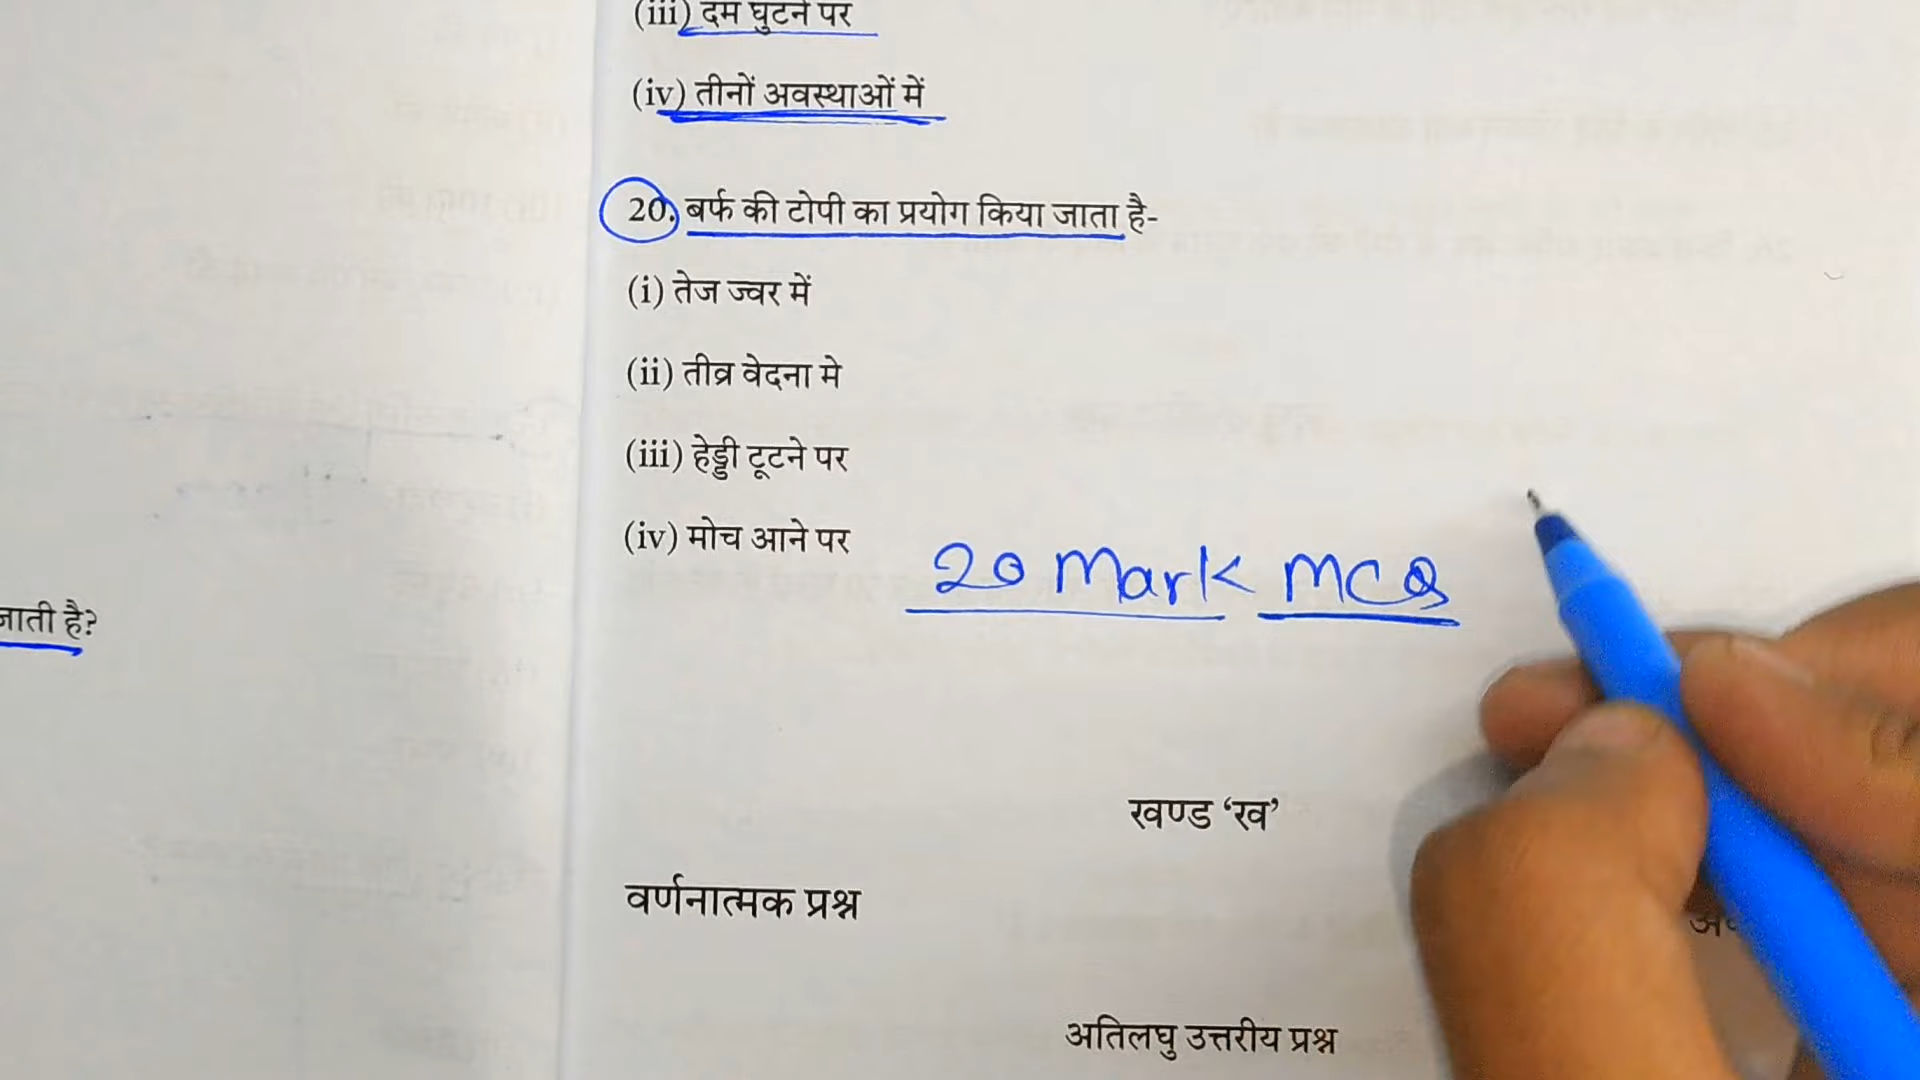 (iii) दम घुटने पर
(iv) तीनों अवस्थाओं में
20. बर्फ की टोपी का प्रयोग किया जाता है-
(i) तेज ज्वर में
(ii) तीव्र वेदना मे
(iii) हेड्डी टूटने पर
(iv) मोच आने पर
20 Mark MCQ
जाती है?
खण्ड ‘ख’
वर्णनात्मक प्रश्न
अतिलघु उत्तरीय प्रश्न